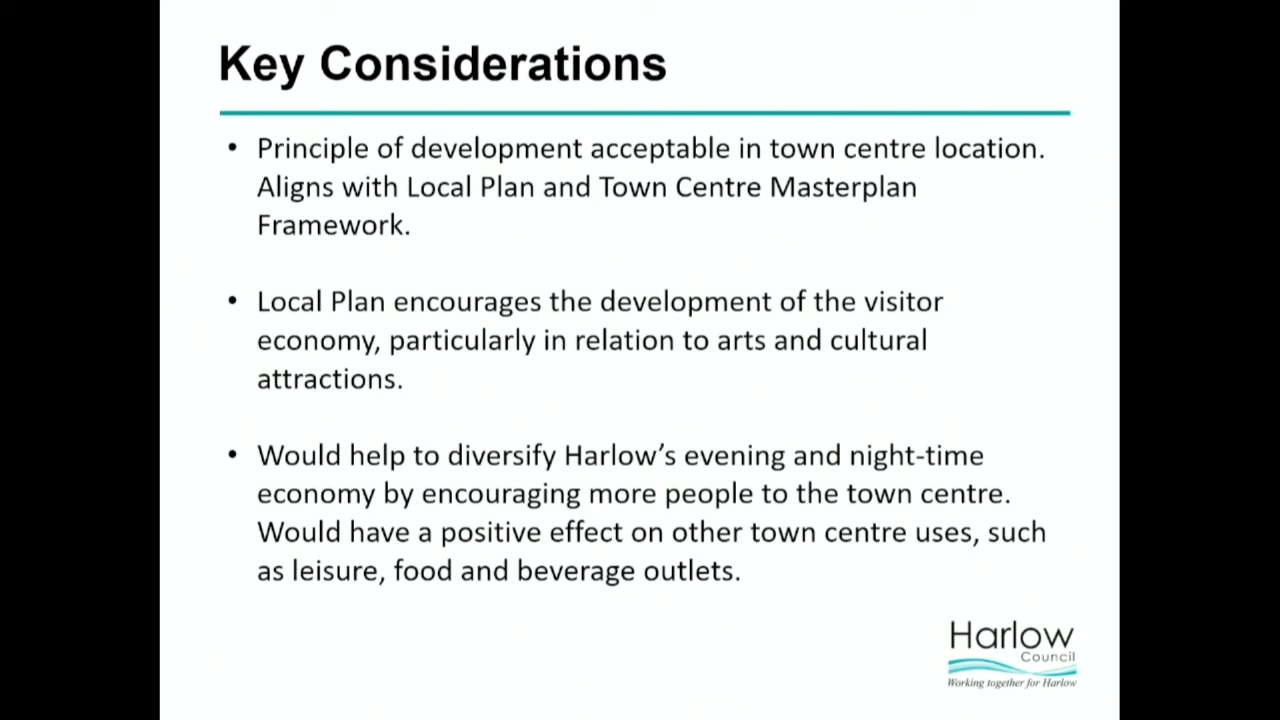 Key Considerations
• Principle of development acceptable in town centre location.
Aligns with Local Plan and Town Centre Masterplan
Framework.
• Local Plan encourages the development of the visitor
economy, particularly in relation to arts and cultural
attractions.
• Would help to diversify Harlow’s evening and night-time
economy by encouraging more people to the town centre.
Would have a positive effect on other town centre uses, such
as leisure, food and beverage outlets.
Harlow
Council
Working together for Harlow